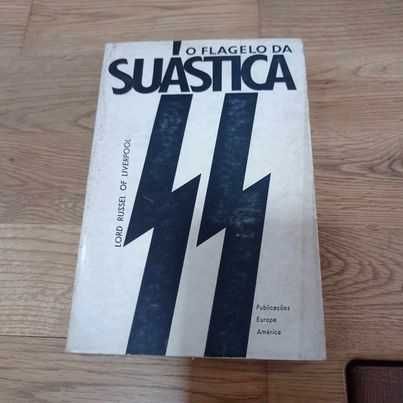 O FLAGELO DA
SUÁSTICA
LORD RUSSEL OF LIVERPOOL
Publicações
Europa
América